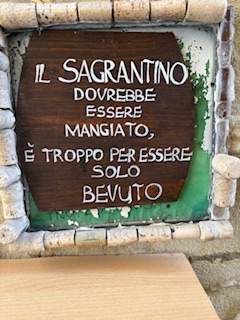 IL SAGRANTINO
DOVREBBE
ESSERE
MANGIATO,
E' TROPPO PER ESSERE
SOLO
BEVUTO